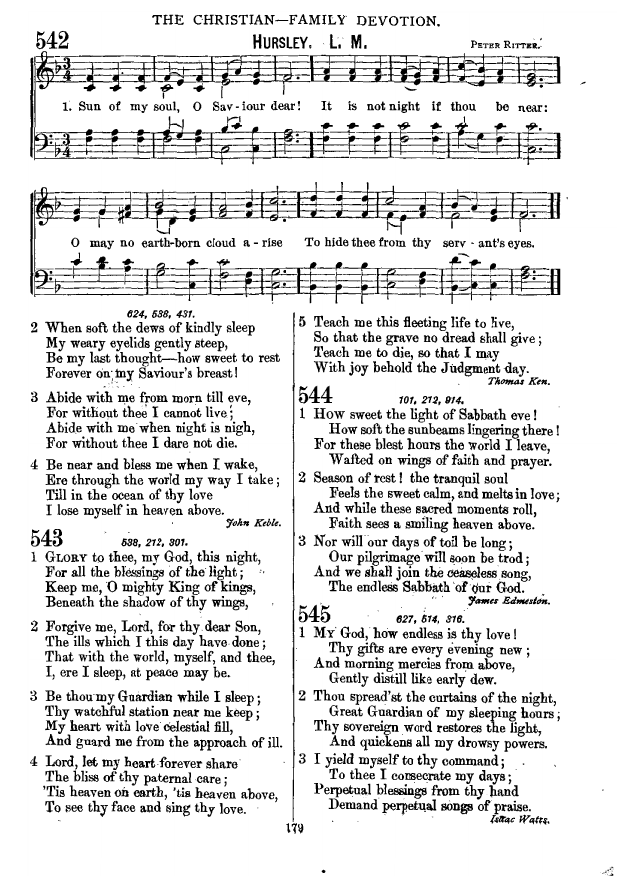 THE CHRISTIAN—FAMILY DEVOTION.
542
HURSLEY. L. M.
PETER RITTER.
1. Sun of my soul, O Sav-iour dear! It is not night if thou be near:
O may no earth-born cloud a-rise To hide thee from thy serv-ant's eyes.
624, 538, 431.
2 When soft the dews of kindly sleep
My weary eyelids gently steep,
Be my last thought—how sweet to rest
Forever on my Saviour's breast!
3 Abide with me from morn till eve,
For without thee I cannot live;
Abide with me when night is nigh,
For without thee I dare not die.
4 Be near and bless me when I wake,
Ere through the world my way I take;
Till in the ocean of thy love
I lose myself in heaven above.
John Keble.
543
538, 212, 301.
1 GLORY to thee, my God, this night,
For all the blessings of the light;
Keep me, O mighty King of kings,
Beneath the shadow of thy wings,
2 Forgive me, Lord, for thy dear Son,
The ills which I this day have done;
That with the world, myself, and thee,
I, ere I sleep, at peace may be.
3 Be thou my Guardian while I sleep;
Thy watchful station near me keep;
My heart with love celestial fill,
And guard me from the approach of ill.
4 Lord, let my heart forever share
The bliss of thy paternal care;
'Tis heaven on earth, 'tis heaven above,
To see thy face and sing thy love.
5 Teach me this fleeting life to live,
So that the grave no dread shall give;
Teach me to die, so that I may
With joy behold the Judgment day.
Thomas Ken.
544
101, 212, 914.
1 How sweet the light of Sabbath eve!
How soft the sunbeams lingering there!
For these blest hours the world I leave,
Wafted on wings of faith and prayer.
2 Season of rest! the tranquil soul
Feels the sweet calm, and melts in love;
And while these sacred moments roll,
Faith sees a smiling heaven above.
3 Nor will our days of toil be long;
Our pilgrimage will soon be trod;
And we shall join the ceaseless song,
The endless Sabbath of our God.
James Edmeston.
545
627, 514, 316.
1 MY God, how endless is thy love!
Thy gifts are every evening new;
And morning mercies from above,
Gently distill like early dew.
2 Thou spread'st the curtains of the night,
Great Guardian of my sleeping hours;
Thy sovereign word restores the light,
And quickens all my drowsy powers.
3 I yield myself to thy command;
To thee I consecrate my days;
Perpetual blessings from thy hand
Demand perpetual songs of praise.
Isaac Watts.
179